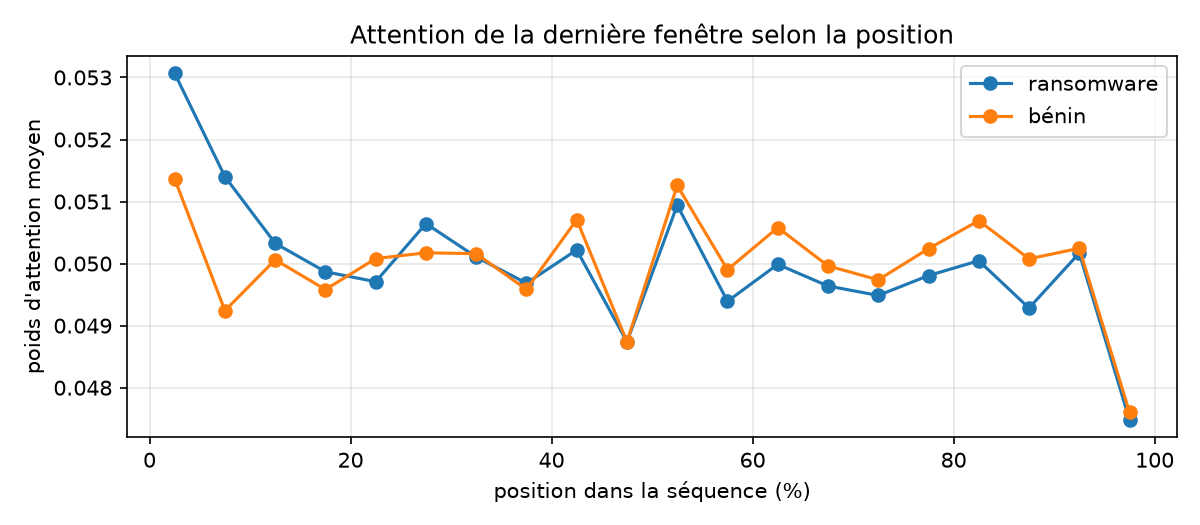 Attention de la dernière fenêtre selon la position
ransomware
bénin
poids d'attention moyen
0.053
0.052
0.051
0.050
0.049
0.048
0 20 40 60 80 100
position dans la séquence (%)